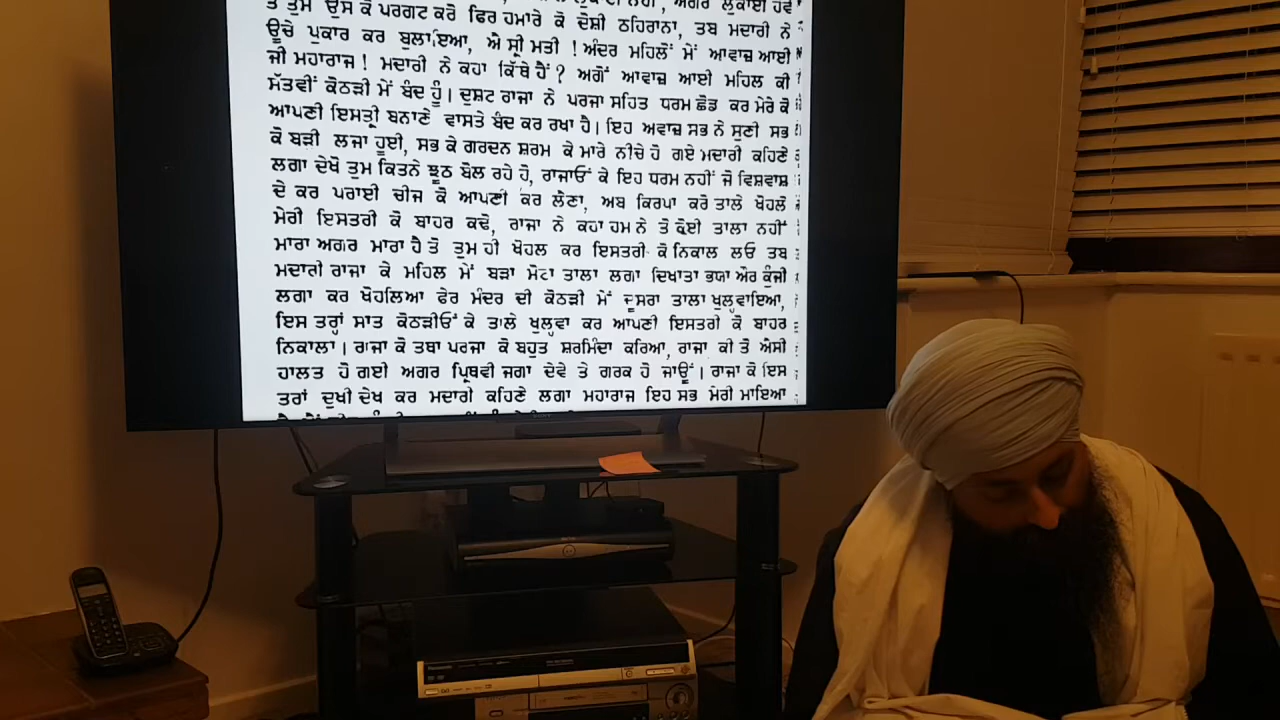 ਤੇ ਤੁਮ ਉਸ ਕੋ ਪਰਗਟ ਕਰੋ ਫਿਰ ਹਮਾਰੇ ਕੋ ਦੋਸ਼ੀ ਠਹਿਰਾਨਾ, ਤਬ ਮਦਾਰੀ ਨੇ
ਊਚੇ ਪੁਕਾਰ ਕਰ ਬੁਲਾਇਆ, ਐ ਸ੍ਰੀ ਮਤੀ ! ਅੰਦਰ ਮਹਿਲੋਂ ਮੇਂ ਆਵਾਜ਼ ਆਈ
ਜੀ ਮਹਾਰਾਜ ! ਮਦਾਰੀ ਨੇ ਕਹਾ ਕਿੱਥੇ ਹੈਂ ? ਅਗੋਂ ਆਵਾਜ਼ ਆਈ ਮਹਿਲ ਕੀ
ਸੱਤਵੀਂ ਕੋਠੜੀ ਮੇਂ ਬੰਦ ਹੂੰ। ਦੁਸ਼ਟ ਰਾਜਾ ਨੇ ਪਰਜਾ ਸਹਿਤ ਧਰਮ ਛੋਡ ਕਰ ਮੇਰੇ ਕੋ
ਆਪਣੀ ਇਸਤ੍ਰੀ ਬਨਾਣੇ ਵਾਸਤੇ ਬੰਦ ਕਰ ਰਖਾ ਹੈ। ਇਹ ਅਵਾਜ਼ ਸਭ ਨੇ ਸੁਣੀ ਸਭ
ਕੋ ਬੜੀ ਲਜਾ ਹੂਈ, ਸਭ ਕੇ ਗਰਦਨ ਸ਼ਰਮ ਕੇ ਮਾਰੇ ਨੀਚੇ ਹੋ ਗਏ ਮਦਾਰੀ ਕਹਿਣੇ
ਲਗਾ ਦੇਖੋ ਤੁਮ ਕਿਤਨੇ ਝੂਠ ਬੋਲ ਰਹੇ ਹੋ, ਰਾਜਾਓਂ ਕੇ ਇਹ ਧਰਮ ਨਹੀਂ ਜੋ ਵਿਸ਼ਵਾਸ਼
ਦੇ ਕਰ ਪਰਾਈ ਚੀਜ ਕੋ ਆਪਣੀ ਕਰ ਲੈਣਾ, ਅਬ ਕਿਰਪਾ ਕਰੋ ਤਾਲੇ ਖੋਹਲੋ
ਮੇਰੀ ਇਸਤਰੀ ਕੋ ਬਾਹਰ ਕਢੋ, ਰਾਜਾ ਨੇ ਕਹਾ ਹਮ ਨੇ ਤੋ ਕੋਈ ਤਾਲਾ ਨਹੀਂ
ਮਾਰਾ ਅਗਰ ਮਾਰਾ ਹੈ ਤੋ ਤੁਮ ਹੀ ਖੋਹਲ ਕਰ ਇਸਤਰੀ ਕੋ ਨਿਕਾਲ ਲਓ ਤਬ
ਮਦਾਰੀ ਰਾਜਾ ਕੇ ਮਹਿਲ ਮੇਂ ਬੜਾ ਮੋਟਾ ਤਾਲਾ ਲਗਾ ਦਿਖਾਤਾ ਭਯਾ ਔਰ ਕੁੰਜੀ
ਲਗਾ ਕਰ ਖੋਹਲਿਆ ਫੇਰ ਮੰਦਰ ਦੀ ਕੋਠੜੀ ਮੇਂ ਦੂਸਰਾ ਤਾਲਾ ਖੁਲ੍ਹਵਾਇਆ,
ਇਸ ਤਰ੍ਹਾਂ ਸਾਤ ਕੋਠੜੀਓਂ ਕੇ ਤਾਲੇ ਖੁਲ੍ਹਵਾ ਕਰ ਆਪਣੀ ਇਸਤਰੀ ਕੋ ਬਾਹਰ
ਨਿਕਾਲਾ। ਰਾਜਾ ਕੋ ਤਥਾ ਪਰਜਾ ਕੋ ਬਹੁਤ ਸ਼ਰਮਿੰਦਾ ਕਰਿਆ, ਰਾਜਾ ਕੀ ਤੋ ਐਸੀ
ਹਾਲਤ ਹੋ ਗਈ ਅਗਰ ਪ੍ਰਿਥਵੀ ਜਗਾ ਦੇਵੇ ਤੇ ਗਰਕ ਹੋ ਜਾਊਂ। ਰਾਜਾ ਕੋ ਇਸ
ਤਰਾਂ ਦੁਖੀ ਦੇਖ ਕਰ ਮਦਾਰੀ ਕਹਿਣੇ ਲਗਾ ਮਹਾਰਾਜ ਇਹ ਸਭ ਮੇਰੀ ਮਾਇਆ
SONY
Panasonic